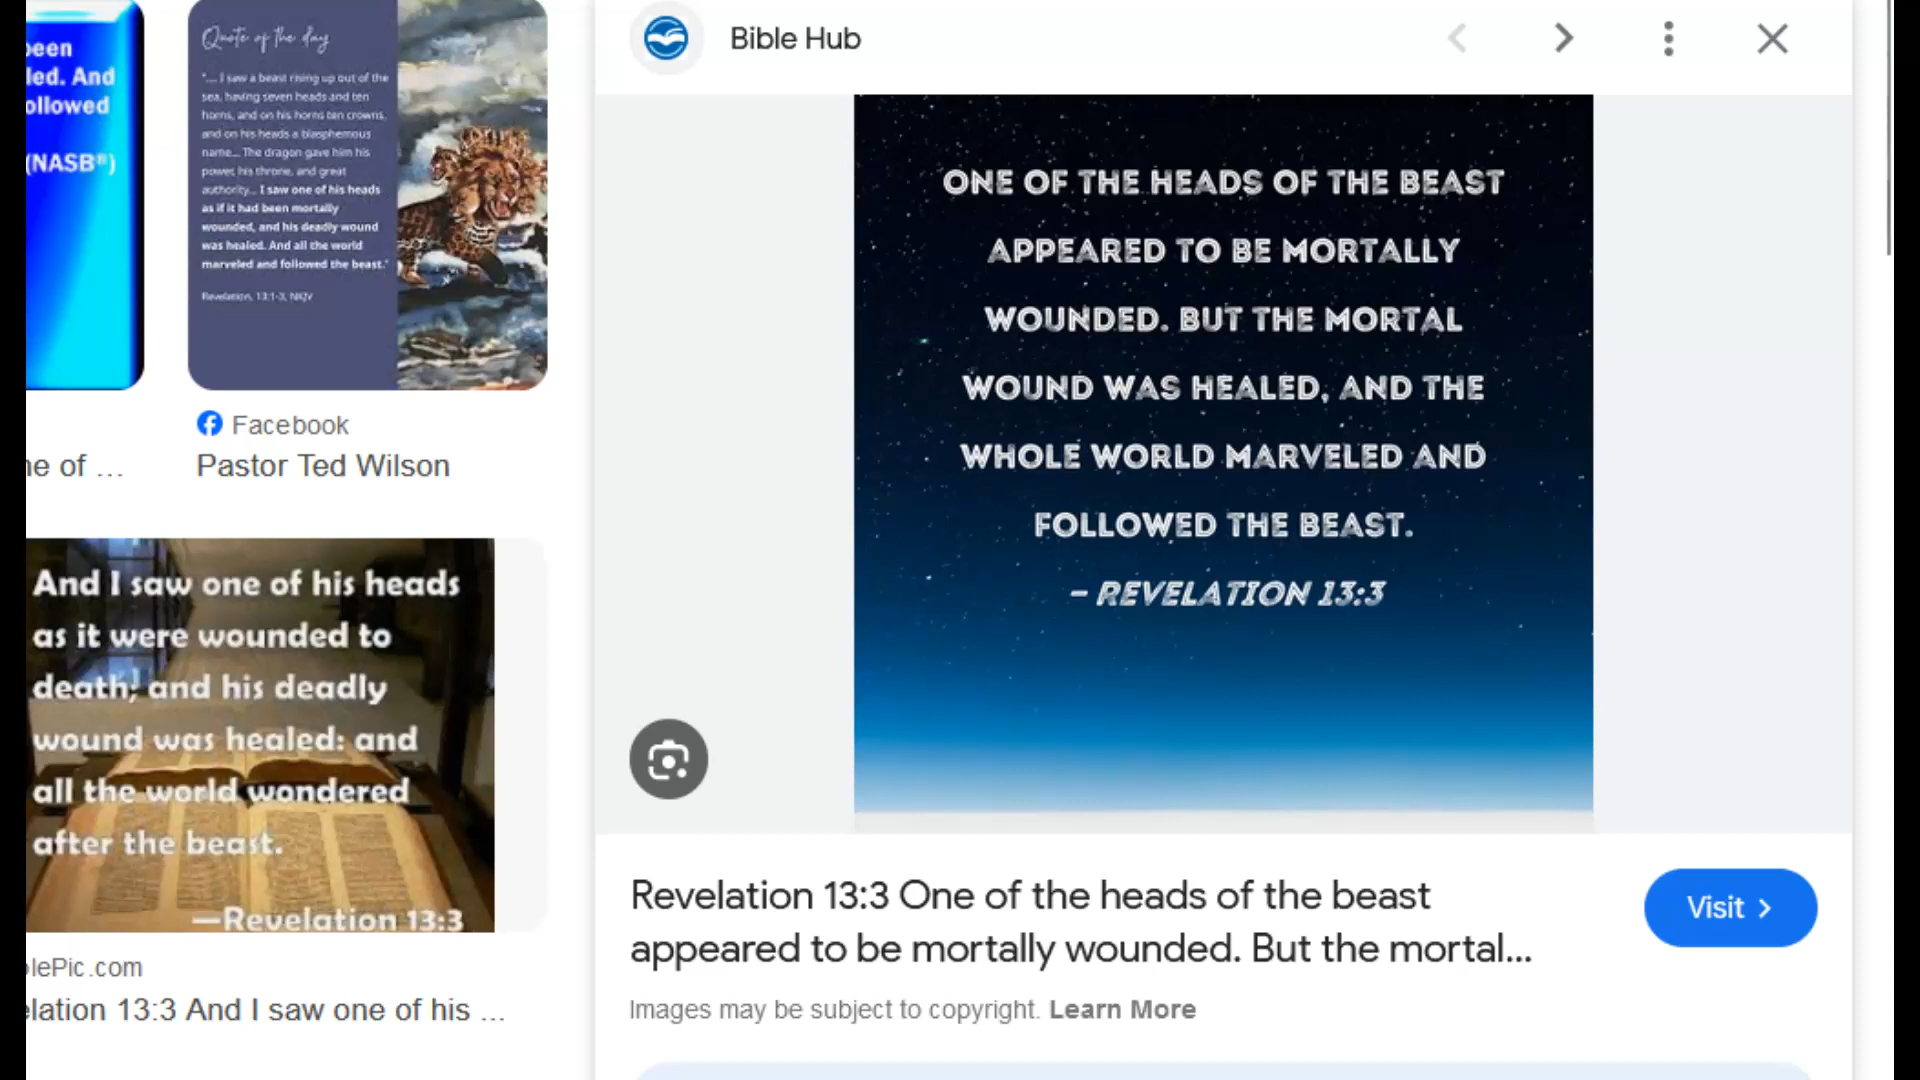 been
led. And
ollowed
(NASB®)
Quote of the day
"... I saw a beast rising up out of the
sea, having seven heads and ten
horns, and on his horns ten crowns,
and on his heads a blasphemous
name... The dragon gave him his
power, his throne, and great
authority... I saw one of his heads
as if it had been mortally
wounded, and his deadly wound
was healed. And all the world
marveled and followed the beast."
Revelation, 13:1-3, NKJV
ne of ...
Facebook
Pastor Ted Wilson
And I saw one of his heads
as it were wounded to
death; and his deadly
wound was healed: and
all the world wondered
after the beast.
—Revelation 13:3
lePic.com
elation 13:3 And I saw one of his ...
Bible Hub
ONE OF THE HEADS OF THE BEAST
APPEARED TO BE MORTALLY
WOUNDED. BUT THE MORTAL
WOUND WAS HEALED, AND THE
WHOLE WORLD MARVELED AND
FOLLOWED THE BEAST.
– REVELATION 13:3
Revelation 13:3 One of the heads of the beast
appeared to be mortally wounded. But the mortal...
Visit
Images may be subject to copyright. Learn More